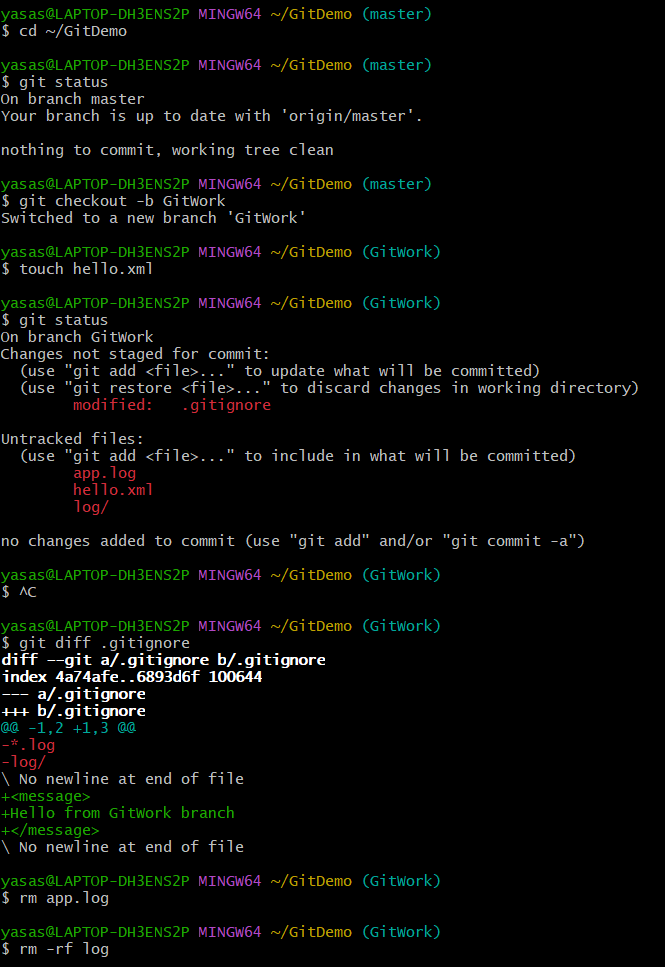 yasas@LAPTOP-DH3ENS2P MINGW64 ~/GitDemo (master)
$ cd ~/GitDemo
yasas@LAPTOP-DH3ENS2P MINGW64 ~/GitDemo (master)
$ git status
On branch master
Your branch is up to date with 'origin/master'.
nothing to commit, working tree clean
yasas@LAPTOP-DH3ENS2P MINGW64 ~/GitDemo (master)
$ git checkout -b GitWork
Switched to a new branch 'GitWork'
yasas@LAPTOP-DH3ENS2P MINGW64 ~/GitDemo (GitWork)
$ touch hello.xml
yasas@LAPTOP-DH3ENS2P MINGW64 ~/GitDemo (GitWork)
$ git status
On branch GitWork
Changes not staged for commit:
  (use "git add <file>..." to update what will be committed)
  (use "git restore <file>..." to discard changes in working directory)
        modified:   .gitignore
Untracked files:
  (use "git add <file>..." to include in what will be committed)
        app.log
        hello.xml
        log/
no changes added to commit (use "git add" and/or "git commit -a")
yasas@LAPTOP-DH3ENS2P MINGW64 ~/GitDemo (GitWork)
$ ^C
yasas@LAPTOP-DH3ENS2P MINGW64 ~/GitDemo (GitWork)
$ git diff .gitignore
diff --git a/.gitignore b/.gitignore
index 4a74afe..6893d6f 100644
--- a/.gitignore
+++ b/.gitignore
@@ -1,2 +1,3 @@
-*.log
-log/
\ No newline at end of file
+<message>
+Hello from GitWork branch
+</message>
\ No newline at end of file
yasas@LAPTOP-DH3ENS2P MINGW64 ~/GitDemo (GitWork)
$ rm app.log
yasas@LAPTOP-DH3ENS2P MINGW64 ~/GitDemo (GitWork)
$ rm -rf log